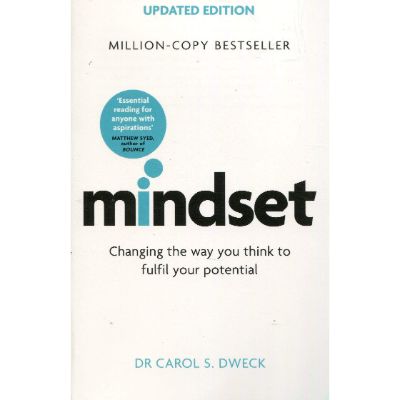 UPDATED EDITION
MILLION-COPY BESTSELLER
'Essential
reading for
anyone with
aspirations'
MATTHEW SYED,
author of
BOUNCE
mindset
Changing the way you think to
fulfil your potential
DR CAROL S. DWECK